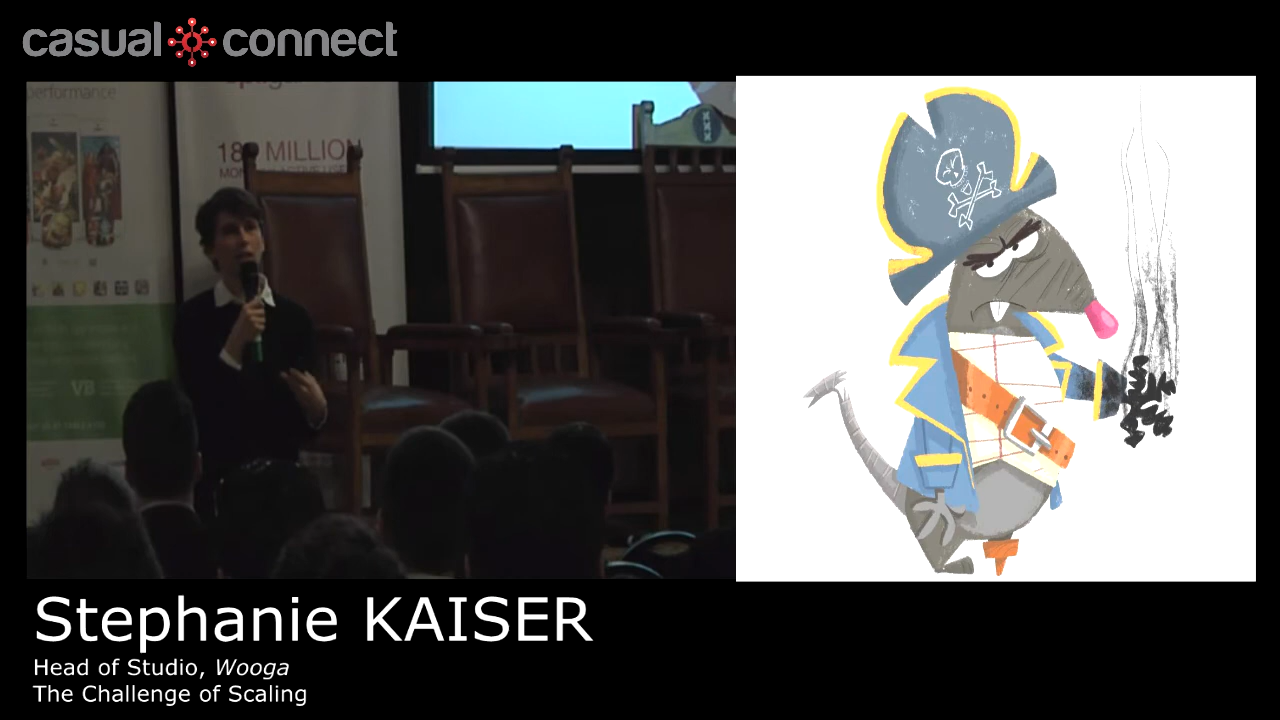 casual connect
performance
MILLION
VB
Stephanie KAISER
Head of Studio, Wooga
The Challenge of Scaling